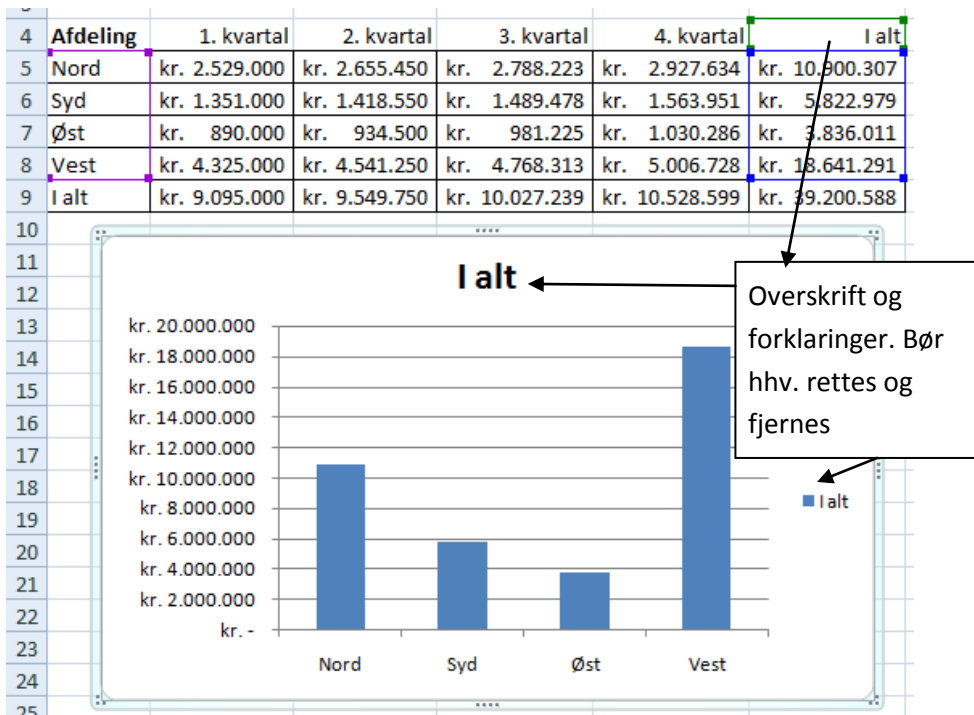 4 Afdeling 1. kvartal 2. kvartal 3. kvartal 4. kvartal I alt
5 Nord kr. 2.529.000 kr. 2.655.450 kr. 2.788.223 kr. 2.927.634 kr. 10.900.307
6 Syd kr. 1.351.000 kr. 1.418.550 kr. 1.489.478 kr. 1.563.951 kr. 5.822.979
7 Øst kr. 890.000 kr. 934.500 kr. 981.225 kr. 1.030.286 kr. 3.836.011
8 Vest kr. 4.325.000 kr. 4.541.250 kr. 4.768.313 kr. 5.006.728 kr. 18.641.291
9 I alt kr. 9.095.000 kr. 9.549.750 kr. 10.027.239 kr. 10.528.599 kr. 39.200.588
10
11
12
13
14
15
16
17
18
19
20
21
22
23
24
25
I alt
Overskrift og
forklaringer. Bør
hhv. rettes og
fjernes
kr. 20.000.000
kr. 18.000.000
kr. 16.000.000
kr. 14.000.000
kr. 12.000.000
kr. 10.000.000
kr. 8.000.000
kr. 6.000.000
kr. 4.000.000
kr. 2.000.000
kr. -
I alt
Nord Syd Øst Vest